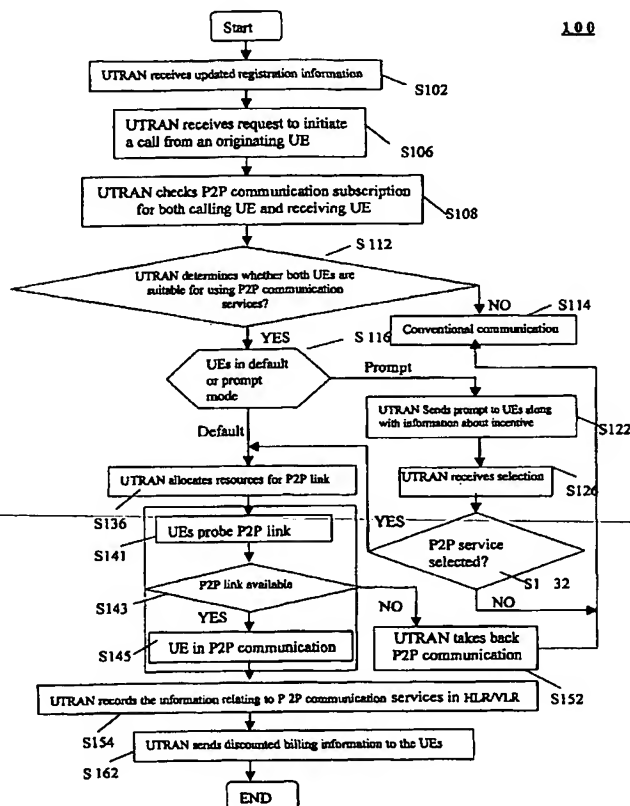 Start
100
UTRAN receives updated registration information
S102
UTRAN receives request to initiate
a call from an originating UE
S106
UTRAN checks P2P communication subscription
for both calling UE and receiving UE
S108
S 112
UTRAN determines whether both UEs are
suitable for using P2P communication
services?
NO
S114
Conventional communication
YES
S 116
UEs in default
or prompt
mode
Prompt
UTRAN Sends prompt to UEs along
with information about incentive
S122
Default
UTRAN receives selection
S126
UTRAN allocates resources for P2P link
S136
YES
UEs probe P2P link
S141
P2P service
selected?
S1 32
P2P link available
S143
NO
NO
YES
UE in P2P communication
S145
UTRAN takes back
P2P communication
S152
UTRAN records the information relating to P 2P communication services in HLR/VLR
S154
UTRAN sends discounted billing information to the UEs
S 162
END